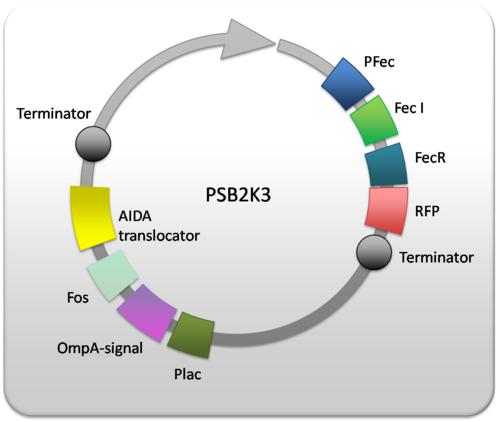 PFec
Fec I
FecR
RFP
Terminator
Plac
OmpA-signal
Fos
AIDA
translocator
Terminator
PSB2K3